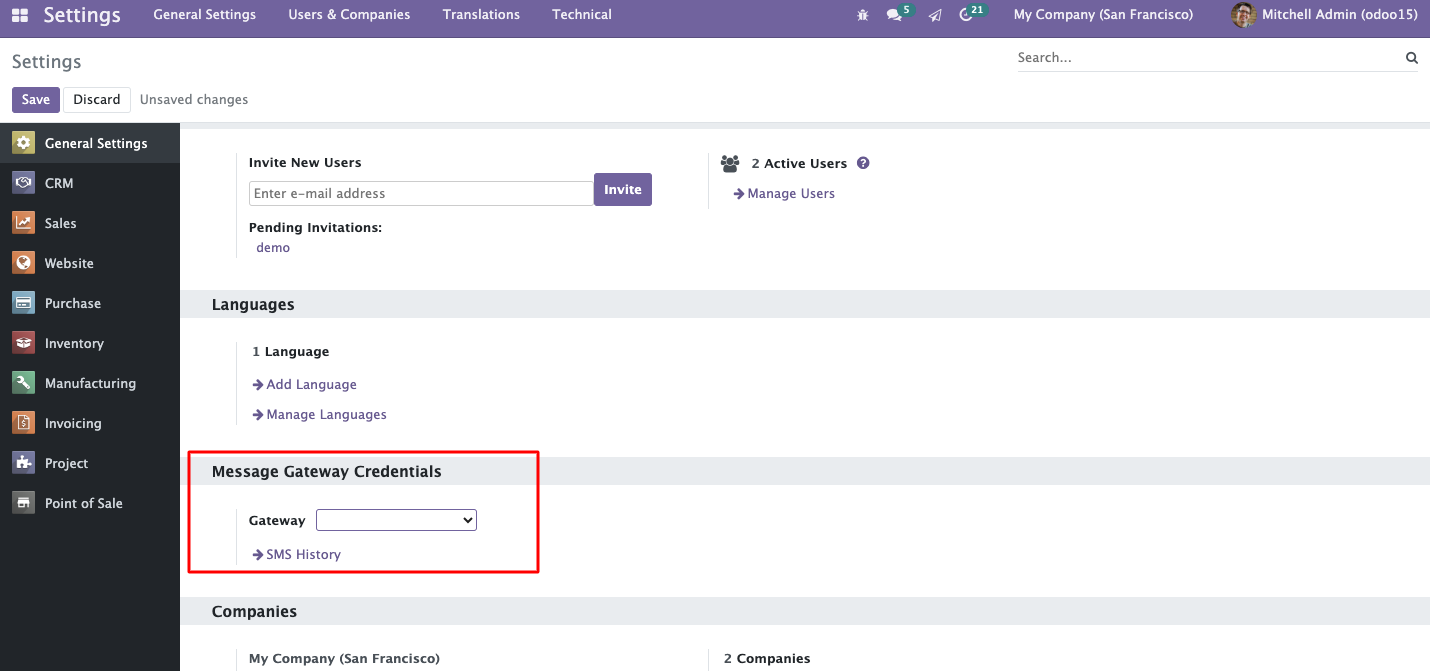 Settings General Settings Users & Companies Translations Technical 5 21 My Company (San Francisco) Mitchell Admin (odoo15)
Settings Search...
Save Discard Unsaved changes
General Settings
CRM
Sales
Website
Purchase
Inventory
Manufacturing
Invoicing
Project
Point of Sale
Invite New Users
Enter e-mail address Invite
Pending Invitations:
demo
2 Active Users ?
Manage Users
Languages
1 Language
Add Language
Manage Languages
Message Gateway Credentials
Gateway
SMS History
Companies
My Company (San Francisco) 2 Companies